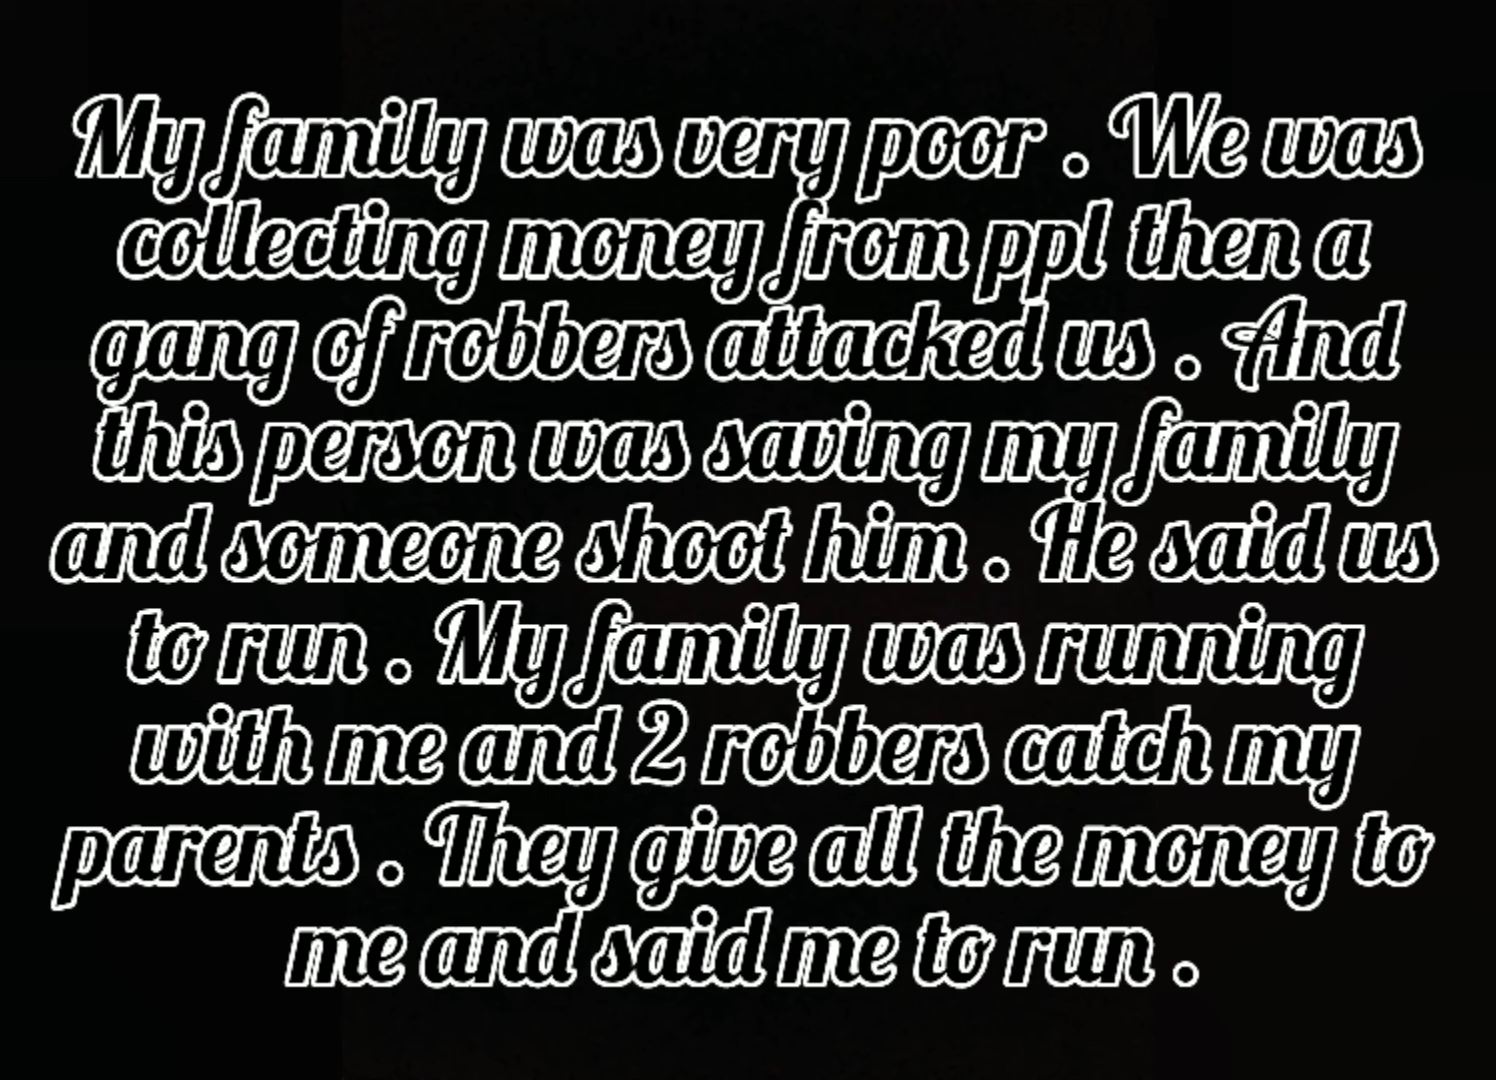 My family was very poor . We was
collecting money from ppl then a
gang of robbers attacked us . And
this person was saving my family
and someone shoot him . He said us
to run . My family was running
with me and 2 robbers catch my
parents . They give all the money to
me and said me to run .